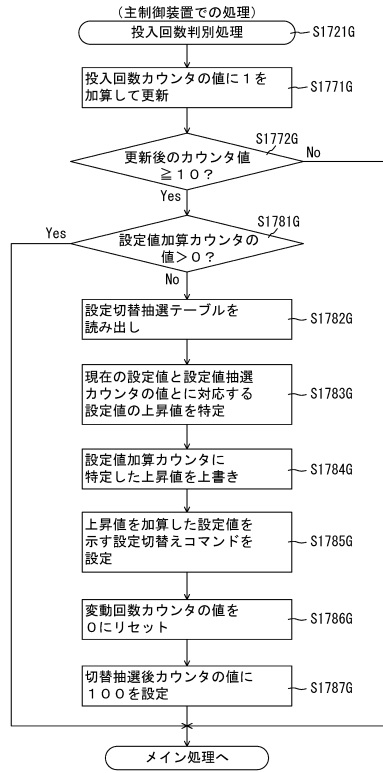 (主制御装置での処理)
投入回数判別処理
S1721G
投入回数カウンタの値に1を
加算して更新
S1771G
S1772G
更新後のカウンタ値
≧10?
No
Yes
S1781G
Yes
設定値加算カウンタの
値>0?
No
設定切替抽選テーブルを
読み出し
S1782G
現在の設定値と設定値抽選
カウンタの値とに対応する
設定値の上昇値を特定
S1783G
設定値加算カウンタに
特定した上昇値を上書き
S1784G
上昇値を加算した設定値を
示す設定切替えコマンドを
設定
S1785G
変動回数カウンタの値を
0にリセット
S1786G
切替抽選後カウンタの値に
100を設定
S1787G
メイン処理へ